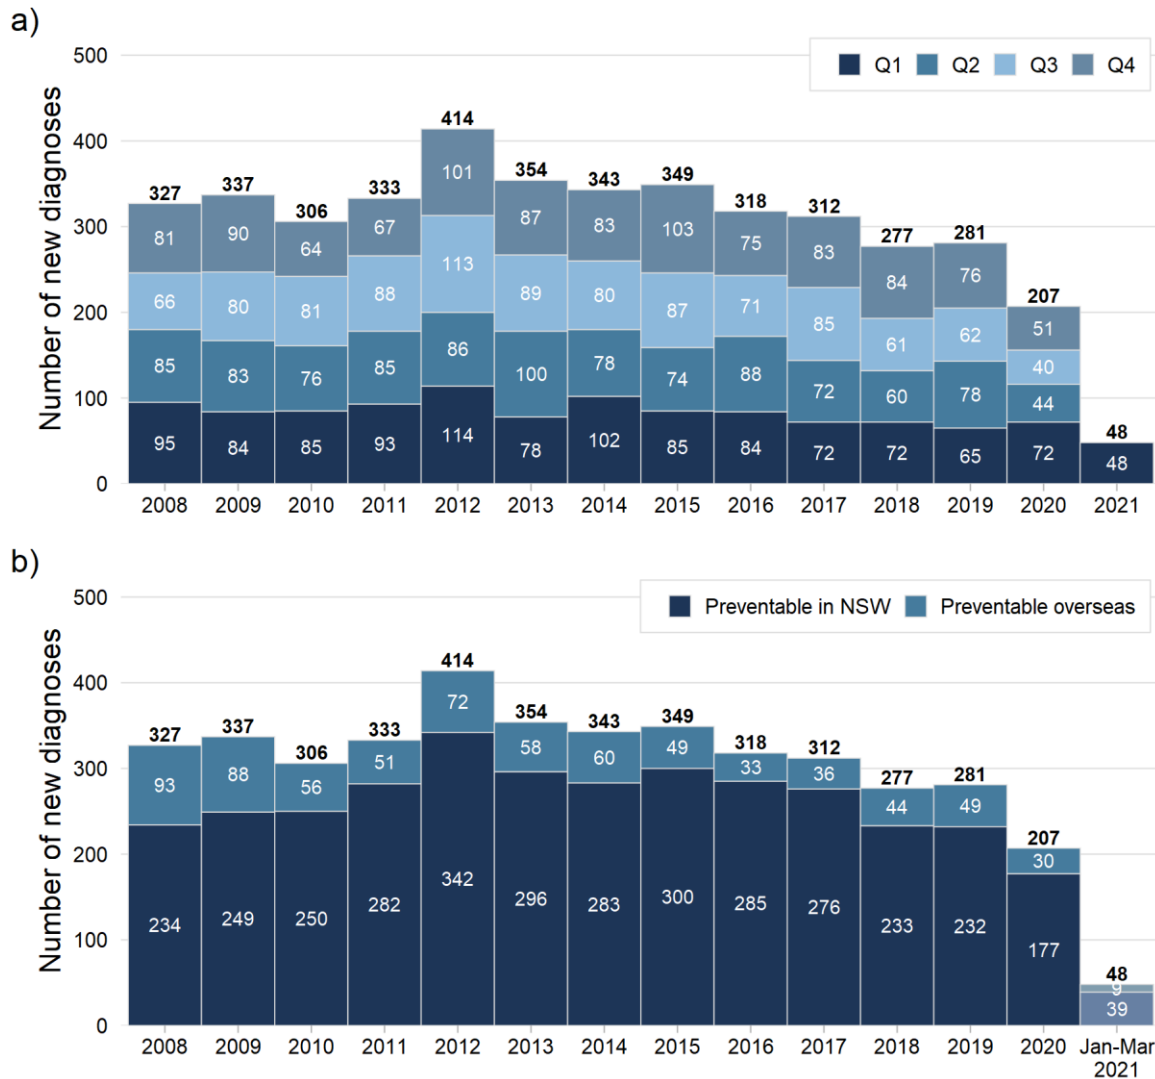 a)
Number of new diagnoses
500
400
300
200
100
0
Q1 Q2 Q3 Q4
327 337 306 333 414 354 343 349 318 312 277 281 207 48
81 90 64 67 101 87 83 103 75 83 84 76 51
66 80 81 88 113 89 80 87 71 85 61 62 40
85 83 76 85 86 100 78 74 88 72 60 78 44
95 84 85 93 114 78 102 85 84 72 72 65 72 48
2008 2009 2010 2011 2012 2013 2014 2015 2016 2017 2018 2019 2020 2021
b)
Number of new diagnoses
500
400
300
200
100
0
Preventable in NSW Preventable overseas
327 337 306 333 414 354 343 349 318 312 277 281 207 48
93 88 56 51 72 58 60 49 33 36 44 49 30 9
234 249 250 282 342 296 283 300 285 276 233 232 177 39
2008 2009 2010 2011 2012 2013 2014 2015 2016 2017 2018 2019 2020 Jan-Mar
2021